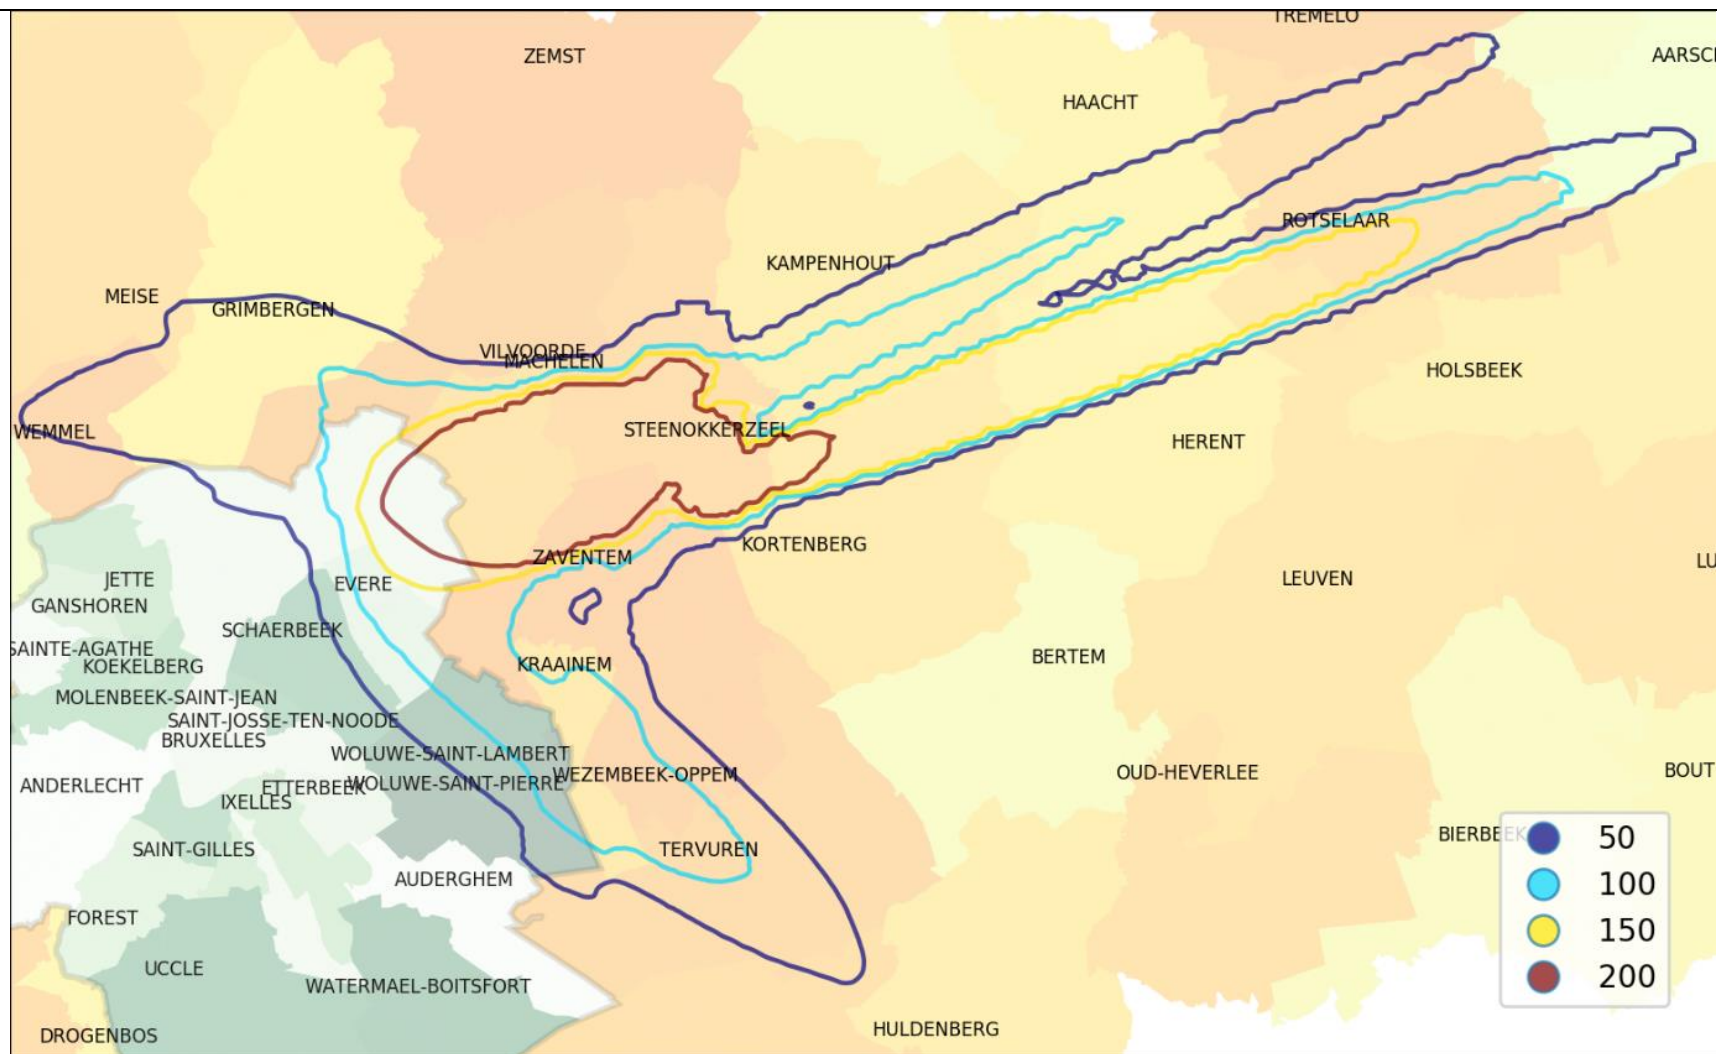 TREMELO
ZEMST
AARSC
HAACHT
ROTSELAAR
KAMPENHOUT
MEISE
GRIMBERGEN
VILVOORDE
MACHELEN
HOLSBEEK
WEMMEL
STEENOKKERZEEL
HERENT
KORTENBERG
ZAVENTEM
LU
JETTE
EVERE
LEUVEN
GANSHOREN
SCHAERBEEK
SAINTE-AGATHE
KOEKELBERG
KRAAINEM
BERTEM
MOLENBEEK-SAINT-JEAN
SAINT-JOSSE-TEN-NOODE
BRUXELLES
WOLUWE-SAINT-LAMBERT
ANDERLECHT
ETTERBEEK
WOLUWE-SAINT-PIERRE
WEZEMBEEK-OPPEM
OUD-HEVERLEE
BOUT
IXELLES
SAINT-GILLES
TERVUREN
BIERBEEK
AUDERGHEM
FOREST
UCCLE
WATERMAEL-BOITSFORT
DROGENBOS
HULDENBERG
50
100
150
200